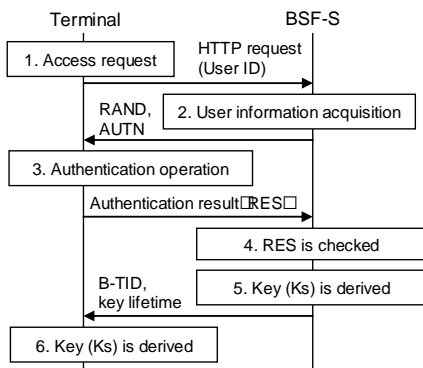 Terminal
BSF-S
1. Access request
HTTP request
(User ID)
RAND,
AUTN
2. User information acquisition
3. Authentication operation
Authentication result□RES□
4. RES is checked
B-TID,
key lifetime
5. Key (Ks) is derived
6. Key (Ks) is derived